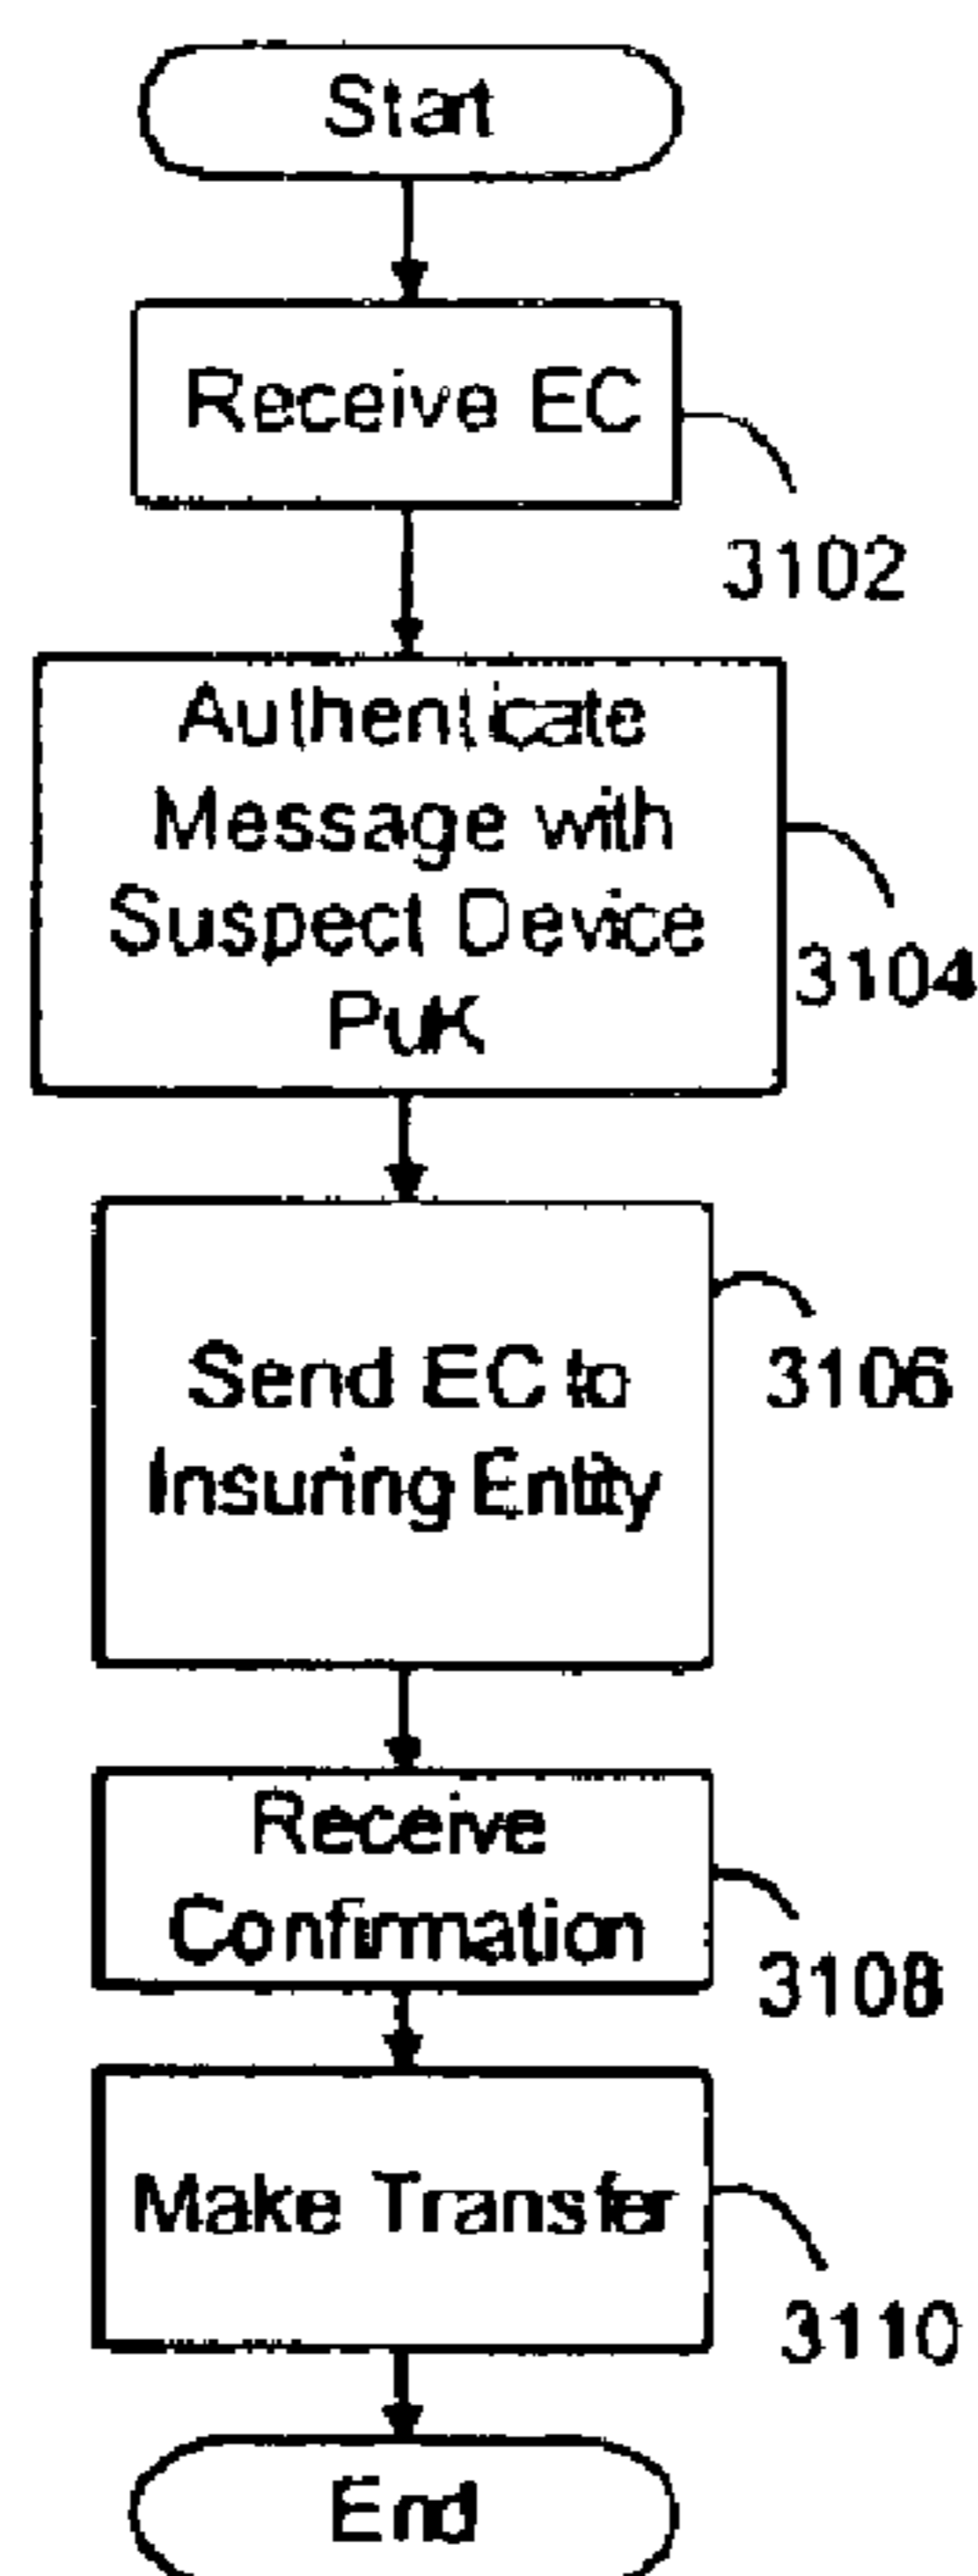 Start
Receive EC
3102
Authenticate
Message with
Suspect Device
PuK
3104
Send EC to
Insuring Entity
3106
Receive
Confirmation
3108
Make Transfer
3110
End